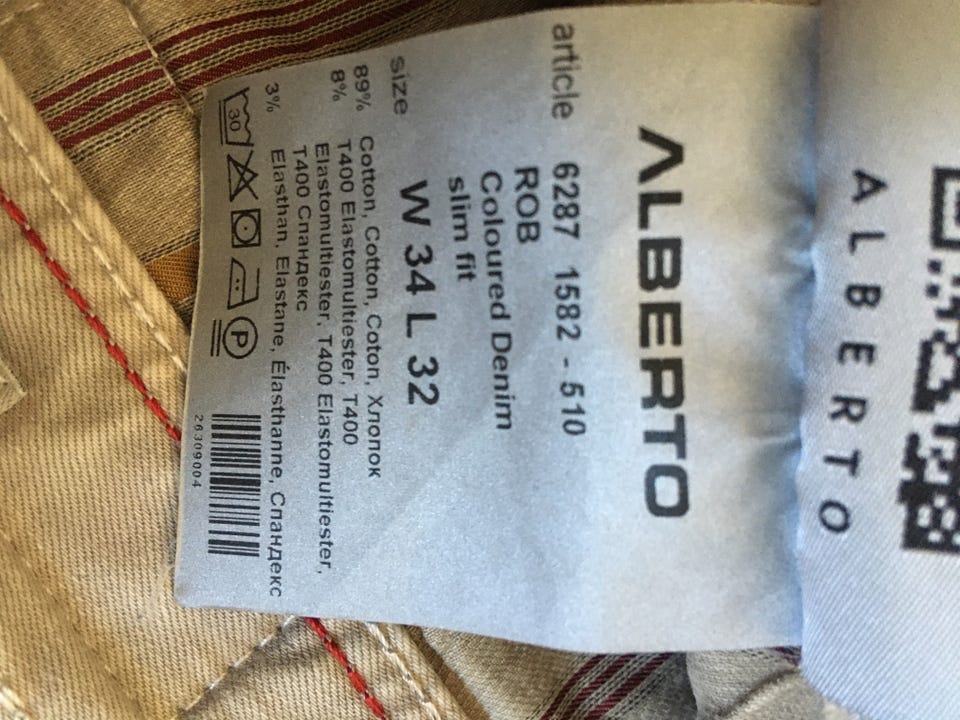 ALBERTO
ALBERTO
article 6287 1582 - 510
ROB
Coloured Denim
slim fit
size W 34 L 32
89% Cotton, Cotton, Coton, Хлопок
8% T400 Elastomultiester, T400
Elastomultiester, T400 Elastomultiester,
T400 Спандекс
3% Elasthan, Elastane, Élasthanne, Спандекс
30 P
26309004